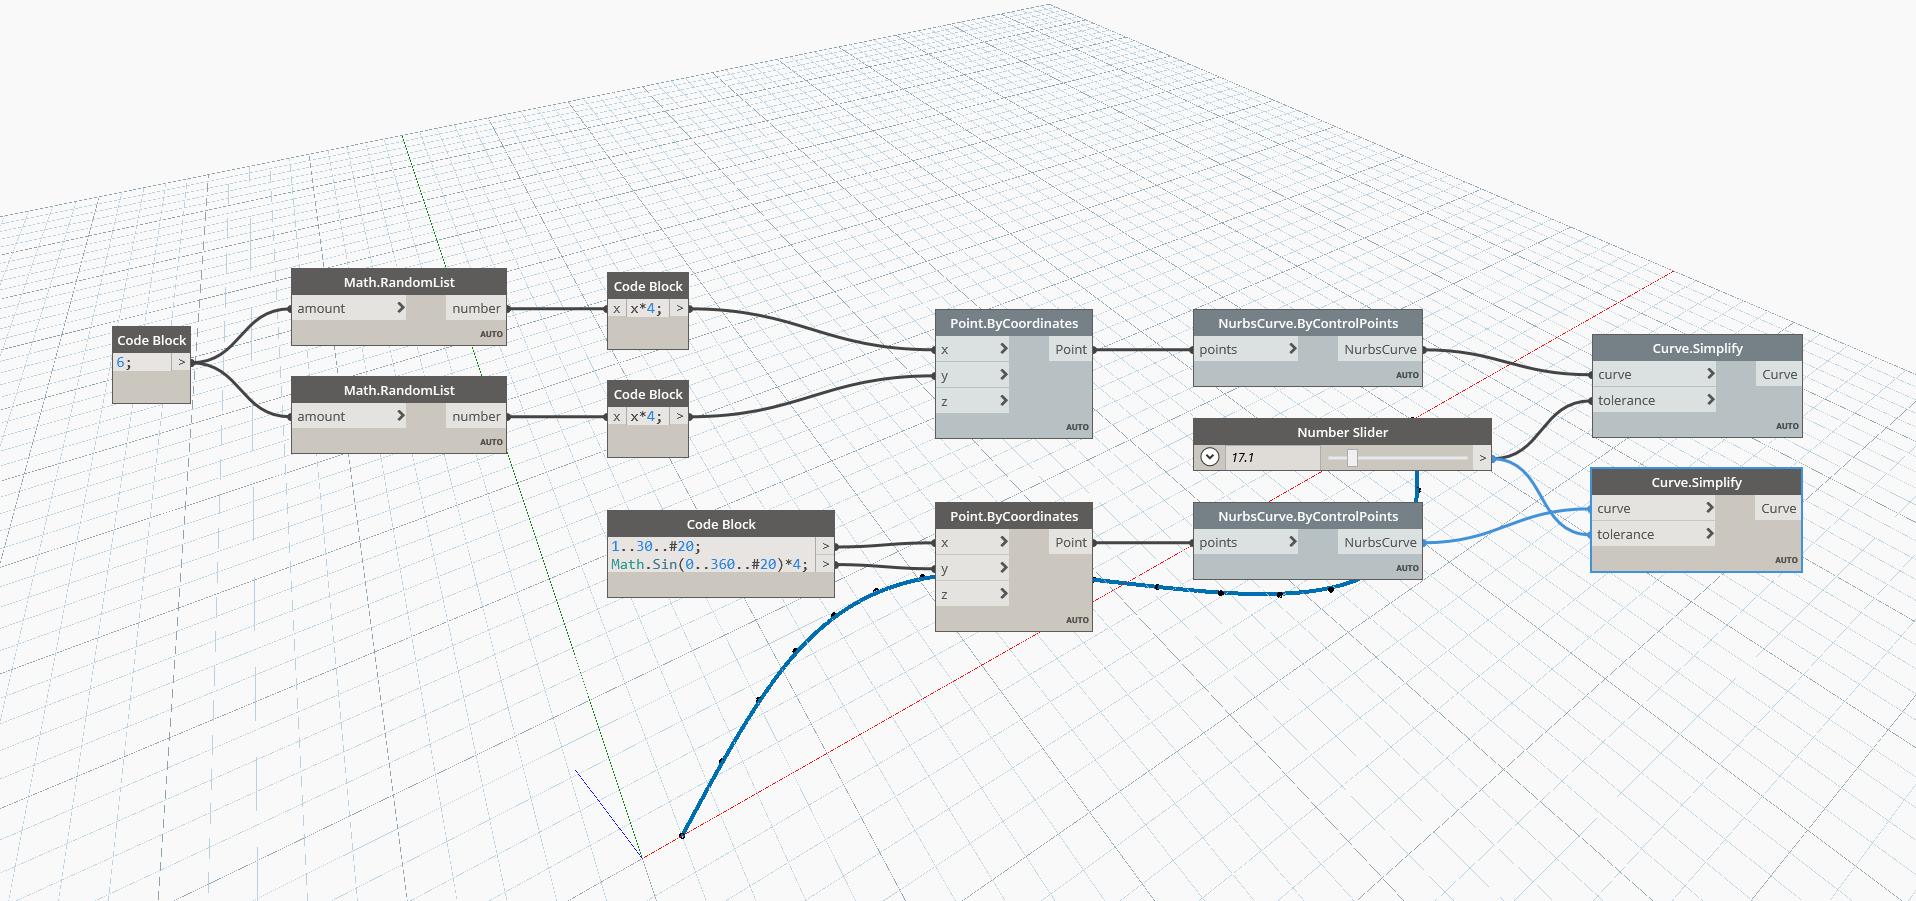 Code Block
6;
>
Math.RandomList
amount > number
AUTO
Math.RandomList
amount > number
AUTO
Code Block
x x*4; >
Code Block
x x*4; >
Code Block
1..30..#20; >
Math.Sin(0..360..#20)*4; >
Point.ByCoordinates
x > Point
y >
z >
AUTO
Point.ByCoordinates
x > Point
y >
z >
AUTO
NurbsCurve.ByControlPoints
points > NurbsCurve
AUTO
Number Slider
17.1 >
NurbsCurve.ByControlPoints
points > NurbsCurve
AUTO
Curve.Simplify
curve > Curve
tolerance >
AUTO
Curve.Simplify
curve > Curve
tolerance >
AUTO